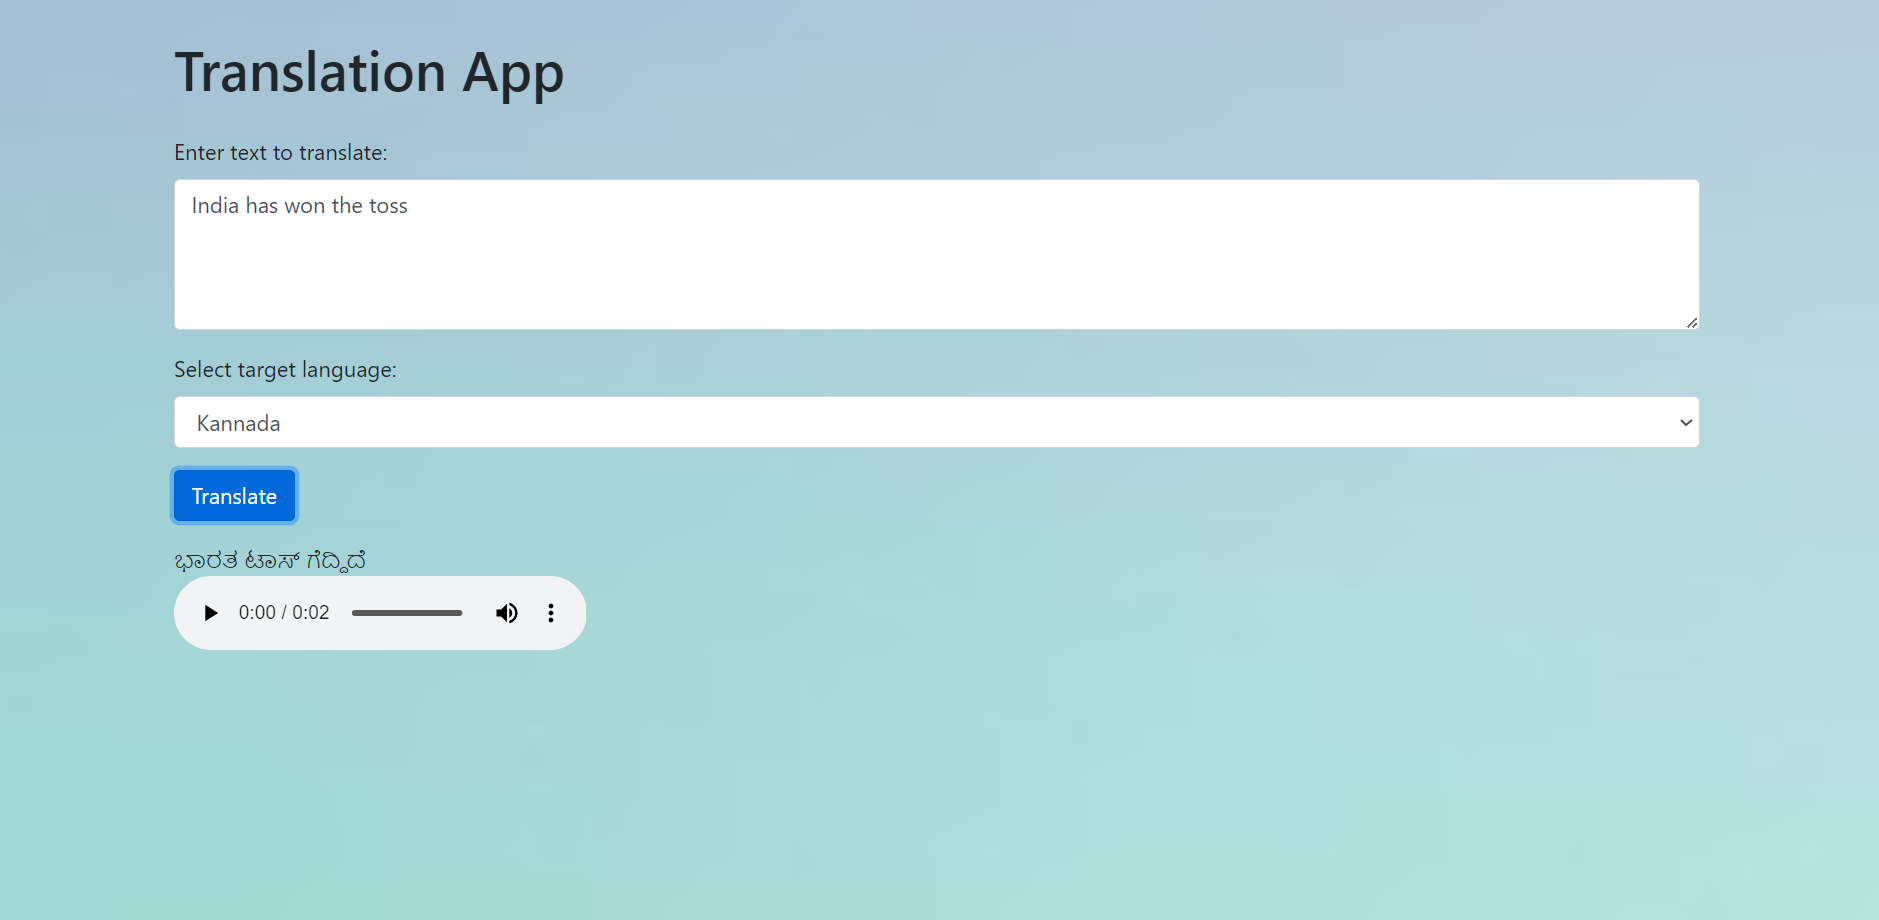 Translation App
Enter text to translate:
India has won the toss
Select target language:
Kannada
Translate
ಭಾರತ ಟಾಸ್ ಗೆದ್ದಿದೆ
0:00 / 0:02